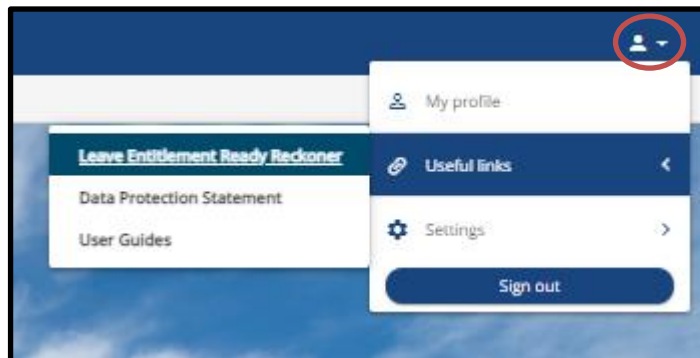 My profile
Useful links
Leave Entitlement Ready Reckoner
Data Protection Statement
User Guides
Settings
Sign out